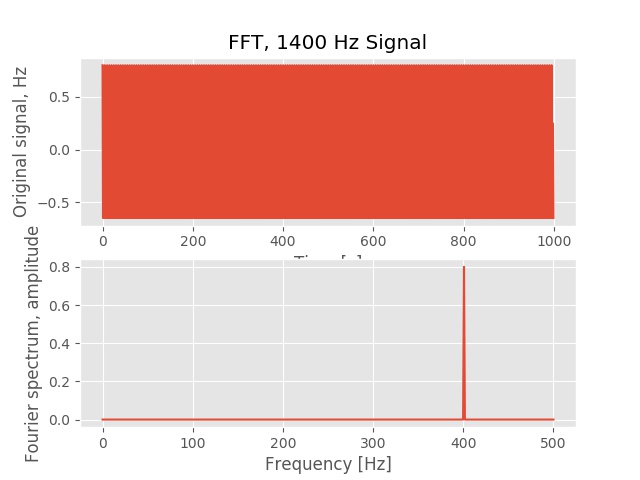 FFT, 1400 Hz Signal
Original signal, Hz
0.5
0.0
−0.5
0 200 400 600 800 1000
Fourier spectrum, amplitude
0.8
0.6
0.4
0.2
0.0
0 100 200 300 400 500
Frequency [Hz]